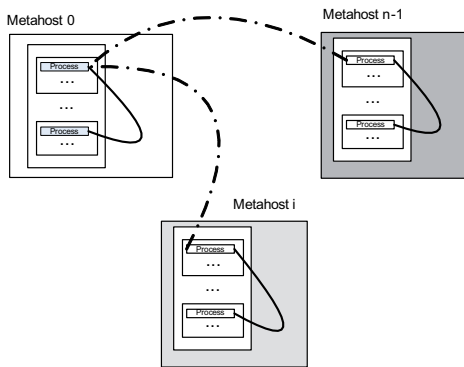 Metahost 0
Process
...
...
Process
...
Metahost n-1
Process
...
...
Process
...
Metahost i
Process
...
...
Process
...